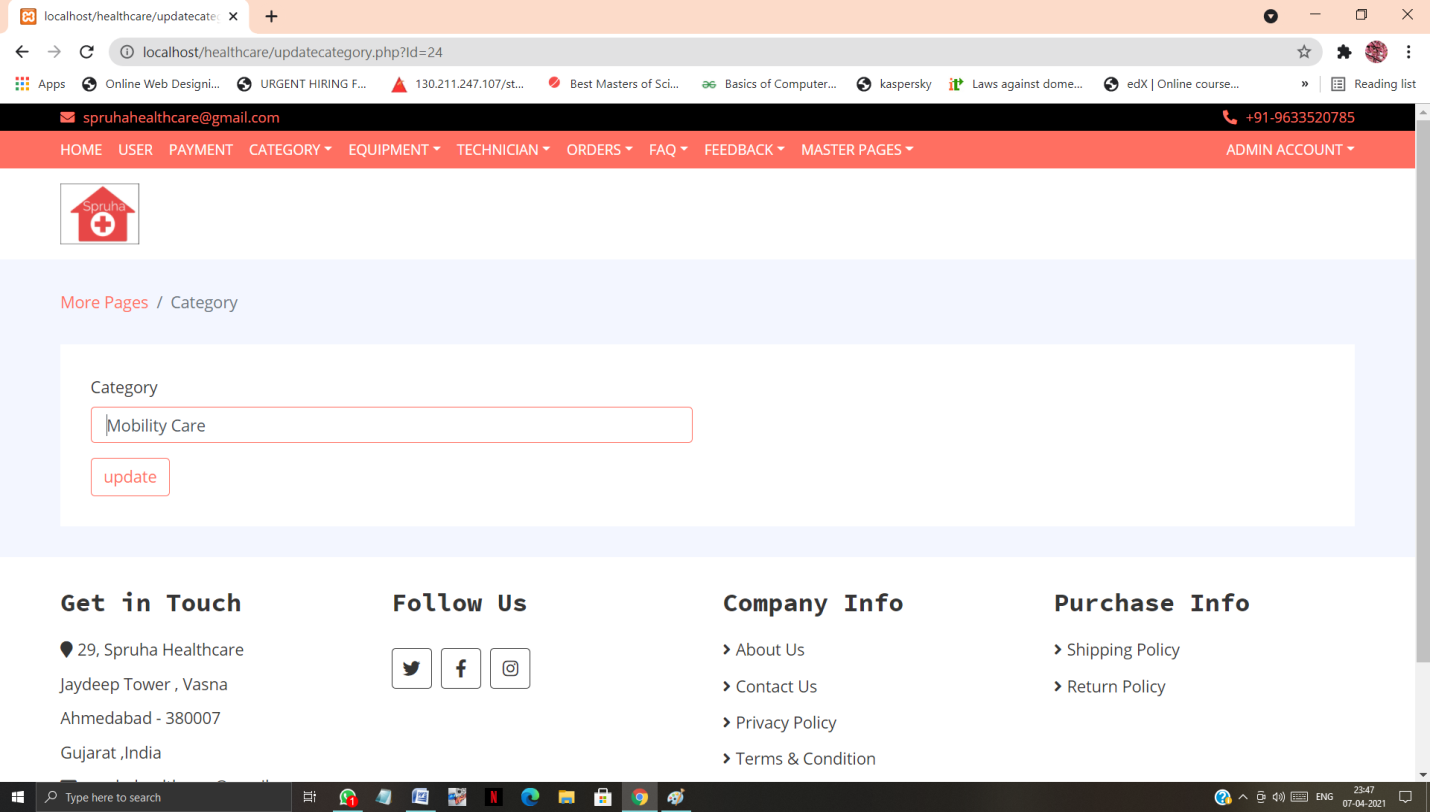 localhost/healthcare/updatecate
localhost/healthcare/updatecategory.php?Id=24
Apps Online Web Designi... URGENT HIRING F... 130.211.247.107/st... Best Masters of Sci... Basics of Computer... kaspersky Laws against dome... edX | Online course... » Reading list
spruhahealthcare@gmail.com +91-9633520785
HOME USER PAYMENT CATEGORY EQUIPMENT TECHNICIAN ORDERS FAQ FEEDBACK MASTER PAGES ADMIN ACCOUNT
Spruha
More Pages / Category
Category
Mobility Care
update
Get in Touch
29, Spruha Healthcare
Jaydeep Tower , Vasna
Ahmedabad - 380007
Gujarat ,India
Follow Us
Company Info
About Us
Contact Us
Privacy Policy
Terms & Condition
Purchase Info
Shipping Policy
Return Policy
Type here to search
1
N
ENG
23:47
07-04-2021